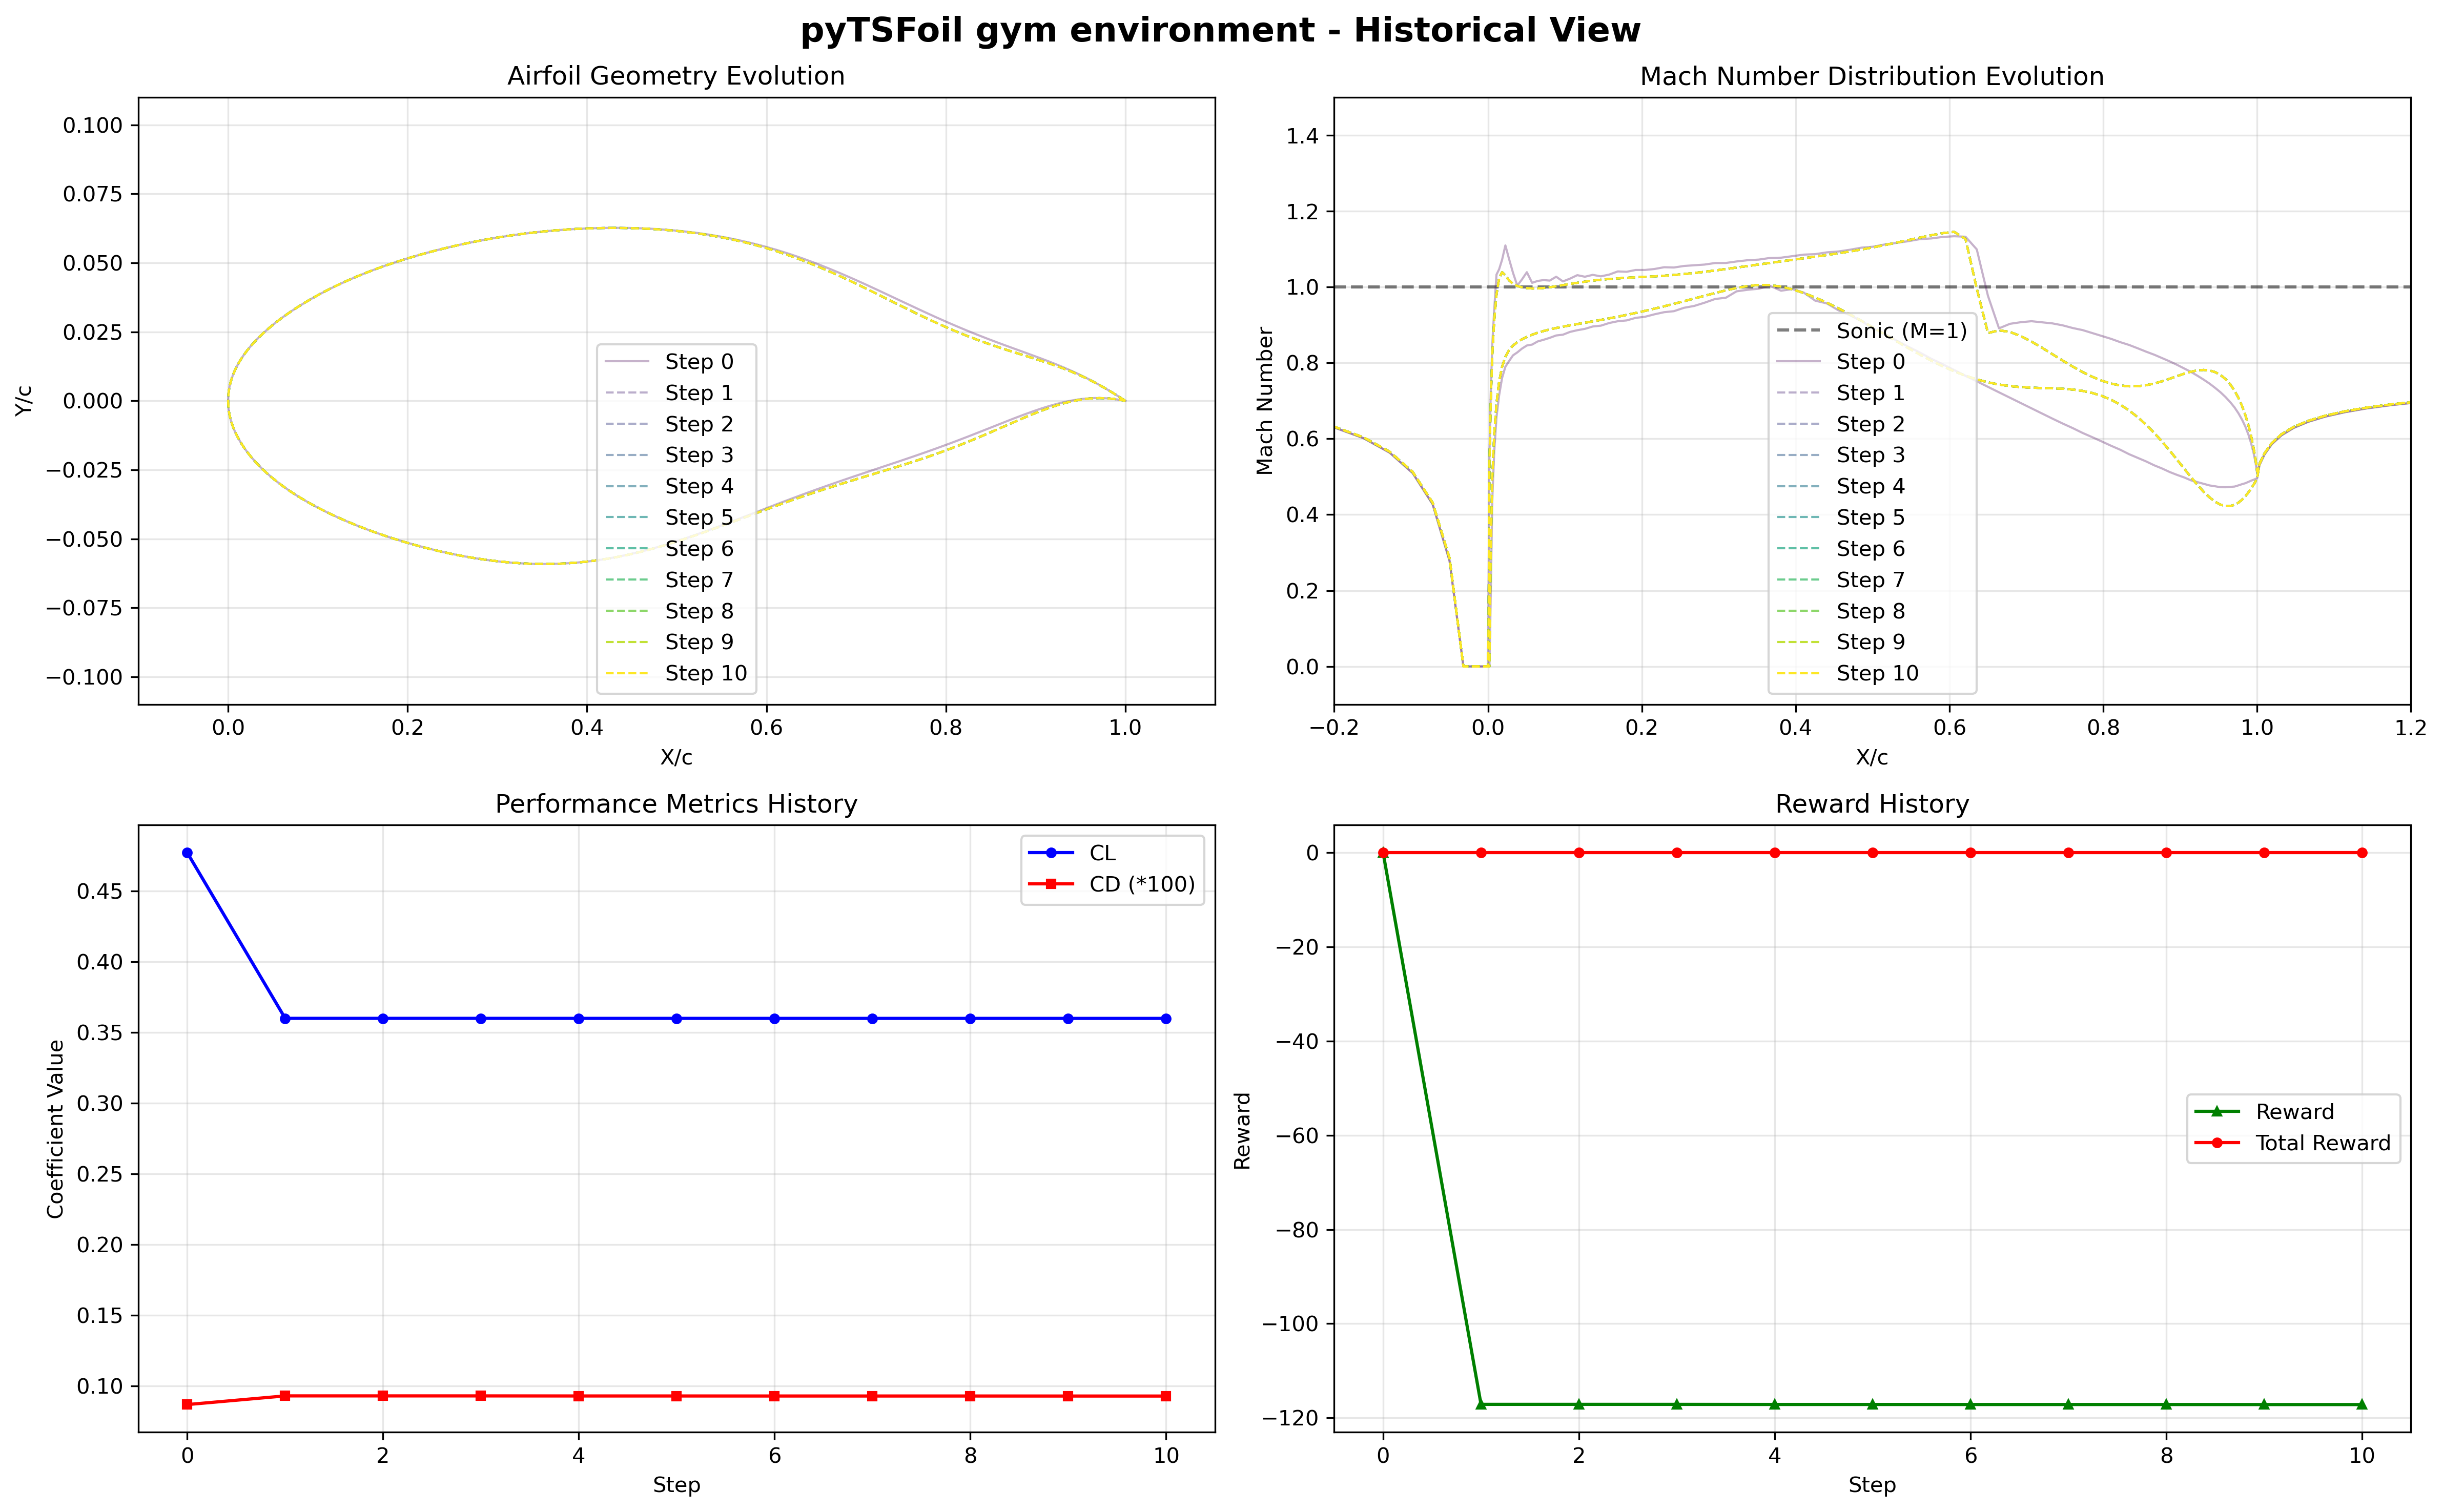 pyTSFoil gym environment - Historical View
Airfoil Geometry Evolution
Y/c
0.100
0.075
0.050
0.025
0.000
−0.025
−0.050
−0.075
−0.100
Step 0
Step 1
Step 2
Step 3
Step 4
Step 5
Step 6
Step 7
Step 8
Step 9
Step 10
0.0 0.2 0.4 0.6 0.8 1.0
X/c
Mach Number Distribution Evolution
Mach Number
1.4
1.2
1.0
0.8
0.6
0.4
0.2
0.0
Sonic (M=1)
Step 0
Step 1
Step 2
Step 3
Step 4
Step 5
Step 6
Step 7
Step 8
Step 9
Step 10
−0.2 0.0 0.2 0.4 0.6 0.8 1.0 1.2
X/c
Performance Metrics History
Coefficient Value
0.45
0.40
0.35
0.30
0.25
0.20
0.15
0.10
CL
CD (*100)
0 2 4 6 8 10
Step
Reward History
Reward
0
−20
−40
−60
−80
−100
−120
Reward
Total Reward
0 2 4 6 8 10
Step